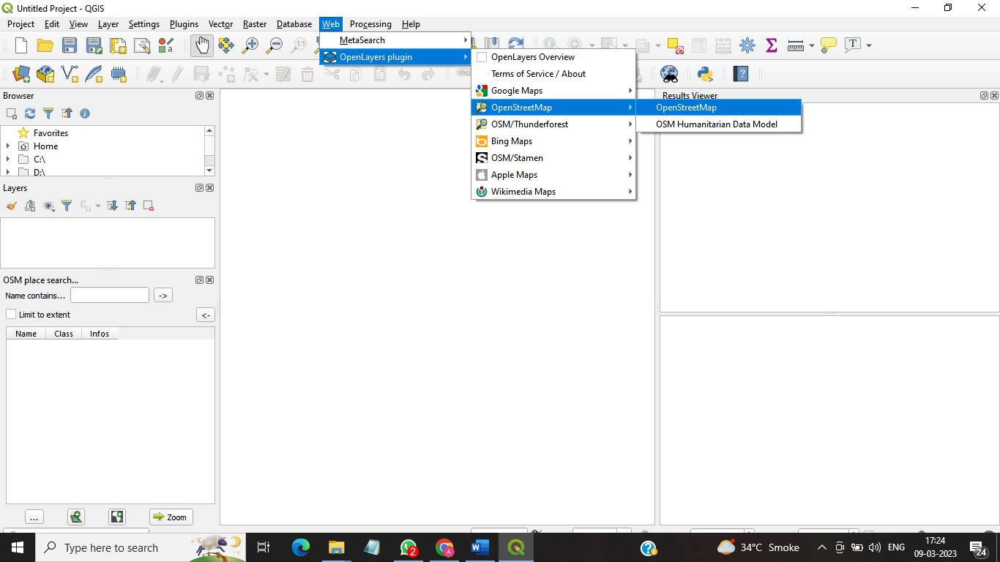 Untitled Project - QGIS
Project Edit View Layer Settings Plugins Vector Raster Database Web Processing Help
MetaSearch
OpenLayers plugin
OpenLayers Overview
Terms of Service / About
Google Maps
OpenStreetMap
OSM/Thunderforest
Bing Maps
OSM/Stamen
Apple Maps
Wikimedia Maps
OpenStreetMap
OSM Humanitarian Data Model
Results Viewer
Browser
Favorites
Home
C:\
D:\
Layers
OSM place search...
Name contains... ->
Limit to extent <-
Name Class Infos
... Zoom
Type here to search
2
34°C Smoke
ENG
17:24
09-03-2023
24